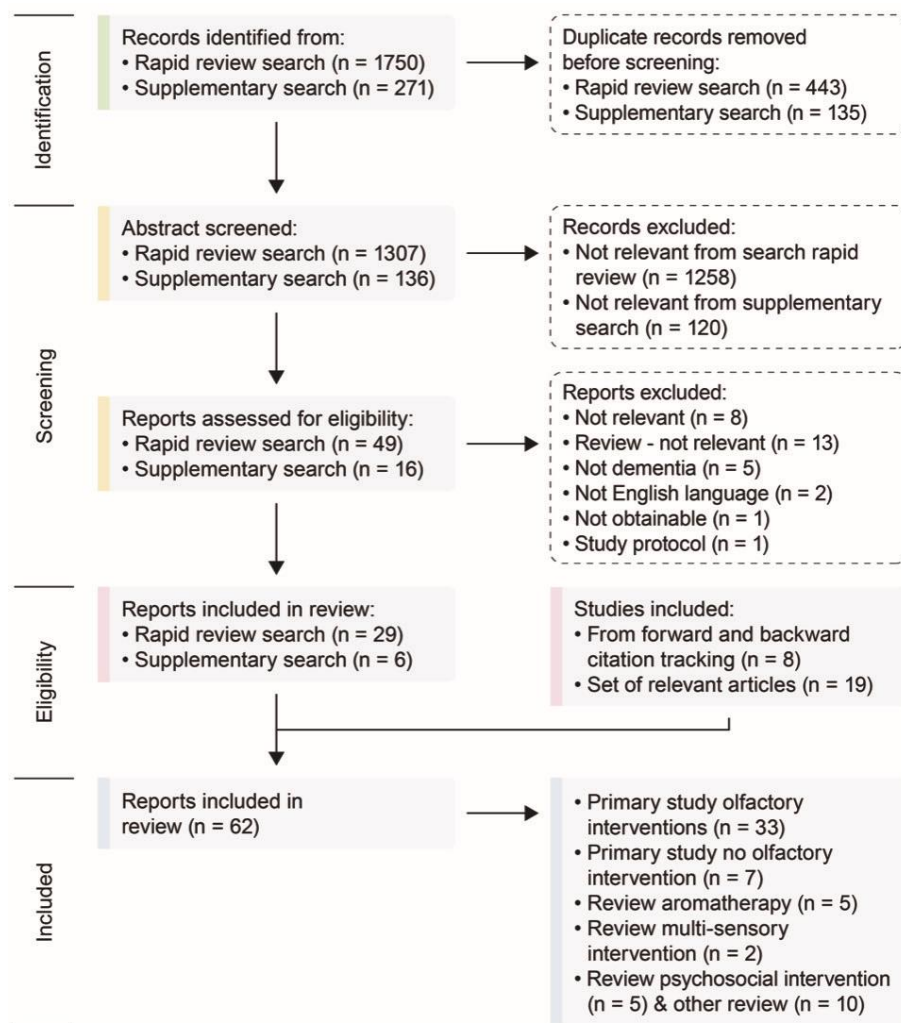 Identification
Records identified from:
• Rapid review search (n = 1750)
• Supplementary search (n = 271)
Duplicate records removed
before screening:
• Rapid review search (n = 443)
• Supplementary search (n = 135)
Screening
Abstract screened:
• Rapid review search (n = 1307)
• Supplementary search (n = 136)
Records excluded:
• Not relevant from search rapid
review (n = 1258)
• Not relevant from supplementary
search (n = 120)
Reports assessed for eligibility:
• Rapid review search (n = 49)
• Supplementary search (n = 16)
Reports excluded:
• Not relevant (n = 8)
• Review - not relevant (n = 13)
• Not dementia (n = 5)
• Not English language (n = 2)
• Not obtainable (n = 1)
• Study protocol (n = 1)
Eligibility
Reports included in review:
• Rapid review search (n = 29)
• Supplementary search (n = 6)
Studies included:
• From forward and backward
citation tracking (n = 8)
• Set of relevant articles (n = 19)
Included
Reports included in
review (n = 62)
• Primary study olfactory
interventions (n = 33)
• Primary study no olfactory
intervention (n = 7)
• Review aromatherapy (n = 5)
• Review multi-sensory
intervention (n = 2)
• Review psychosocial intervention
(n = 5) & other review (n = 10)